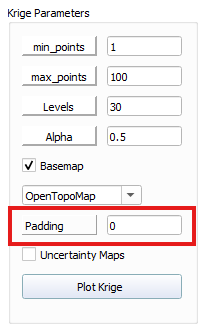 Krige Parameters
min_points 1
max_points 100
Levels 30
Alpha 0.5
Basemap
OpenTopoMap
Padding 0
Uncertainty Maps
Plot Krige